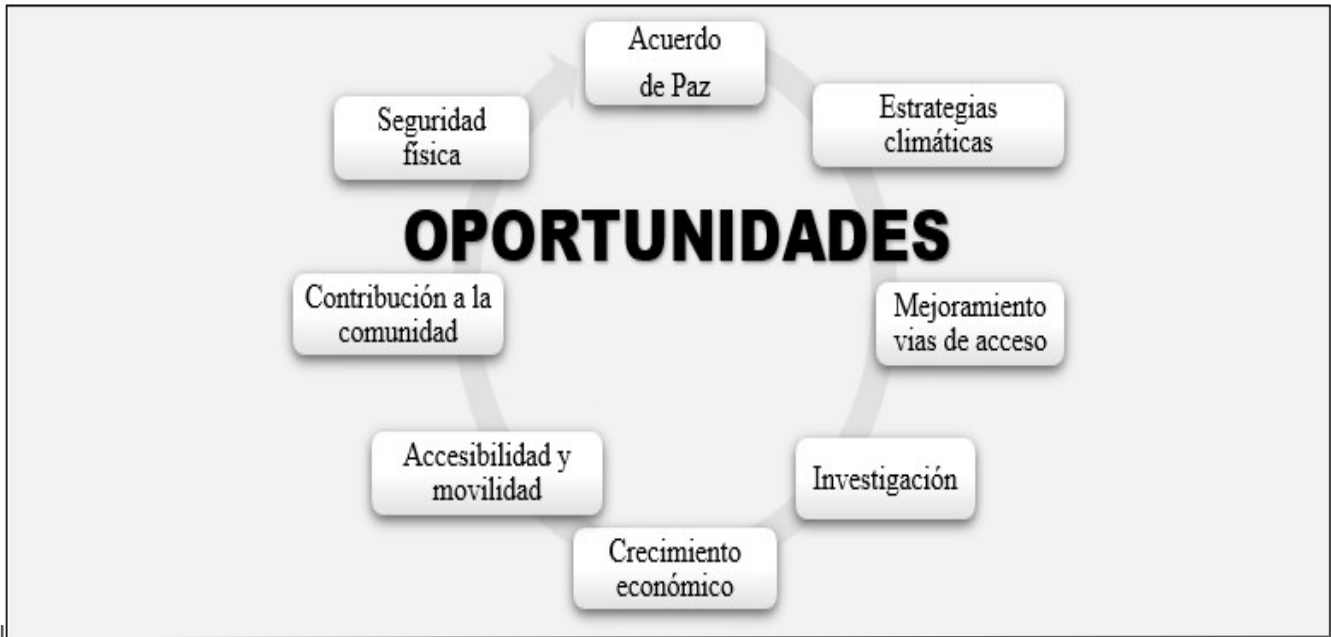 Acuerdo
de Paz
Estrategias
climáticas
Mejoramiento
vias de acceso
Investigación
Crecimiento
económico
Accesibilidad y
movilidad
Contribución a la
comunidad
Seguridad
física
OPORTUNIDADES